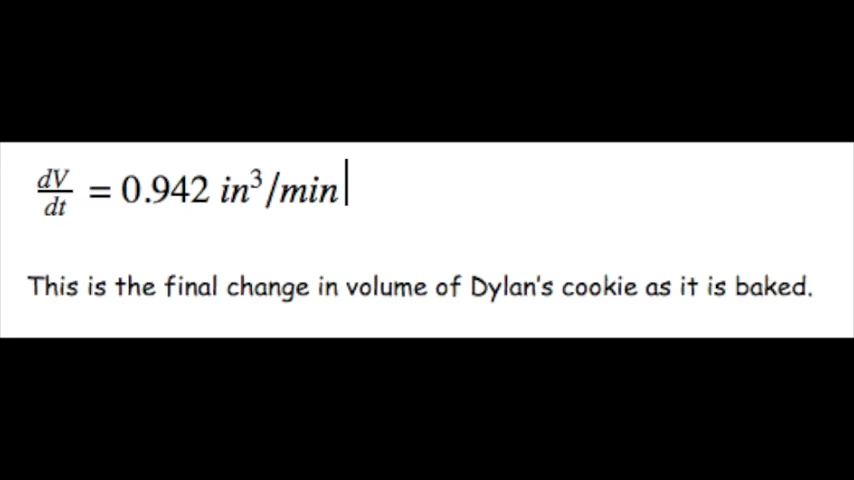 dV/dt = 0.942 in³/min
This is the final change in volume of Dylan's cookie as it is baked.